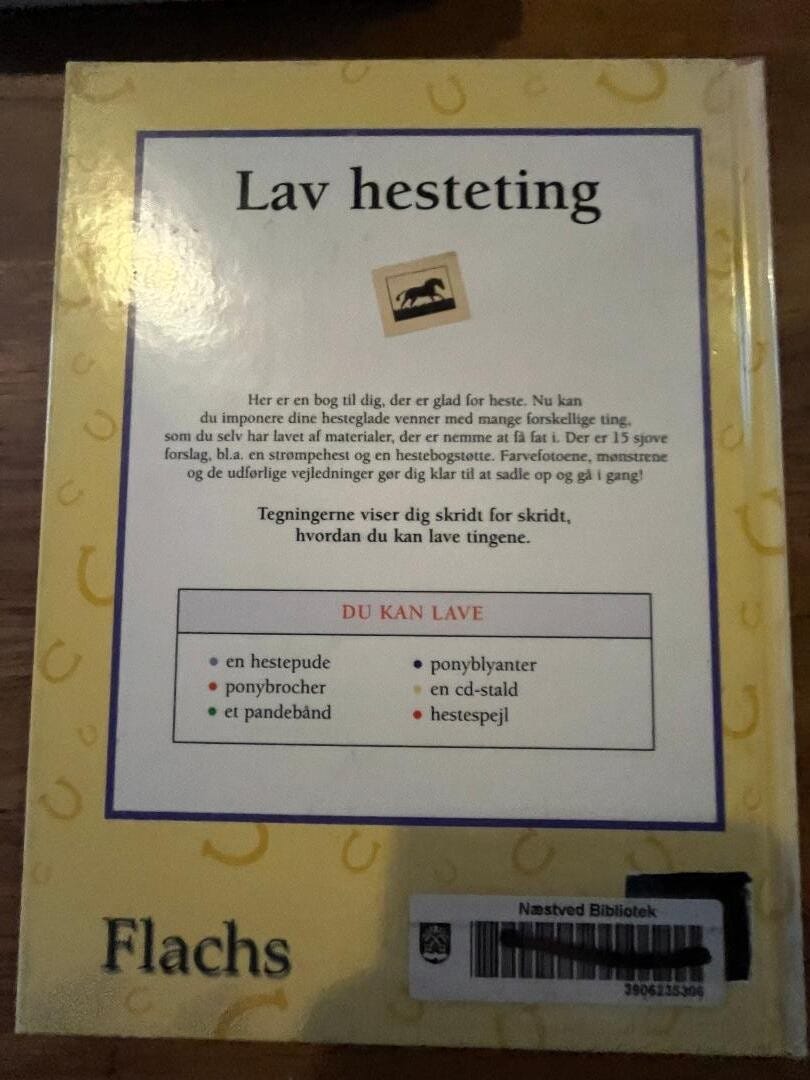 Lav hesteting
Her er en bog til dig, der er glad for heste. Nu kan
du imponere dine hesteglade venner med mange forskellige ting,
som du selv har lavet af materialer, der er nemme at få fat i. Der er 15 sjove
forslag, bl.a. en strømpehest og en hestebogstøtte. Farvefotoene, mønstrene
og de udførlige vejledninger gør dig klar til at sadle op og gå i gang!
Tegningerne viser dig skridt for skridt,
hvordan du kan lave tingene.
DU KAN LAVE
• en hestepude
• ponybrocher
• et pandebånd
• ponyblyanter
• en cd-stald
• hestespejl
Flachs
Næstved Bibliotek
3906235306